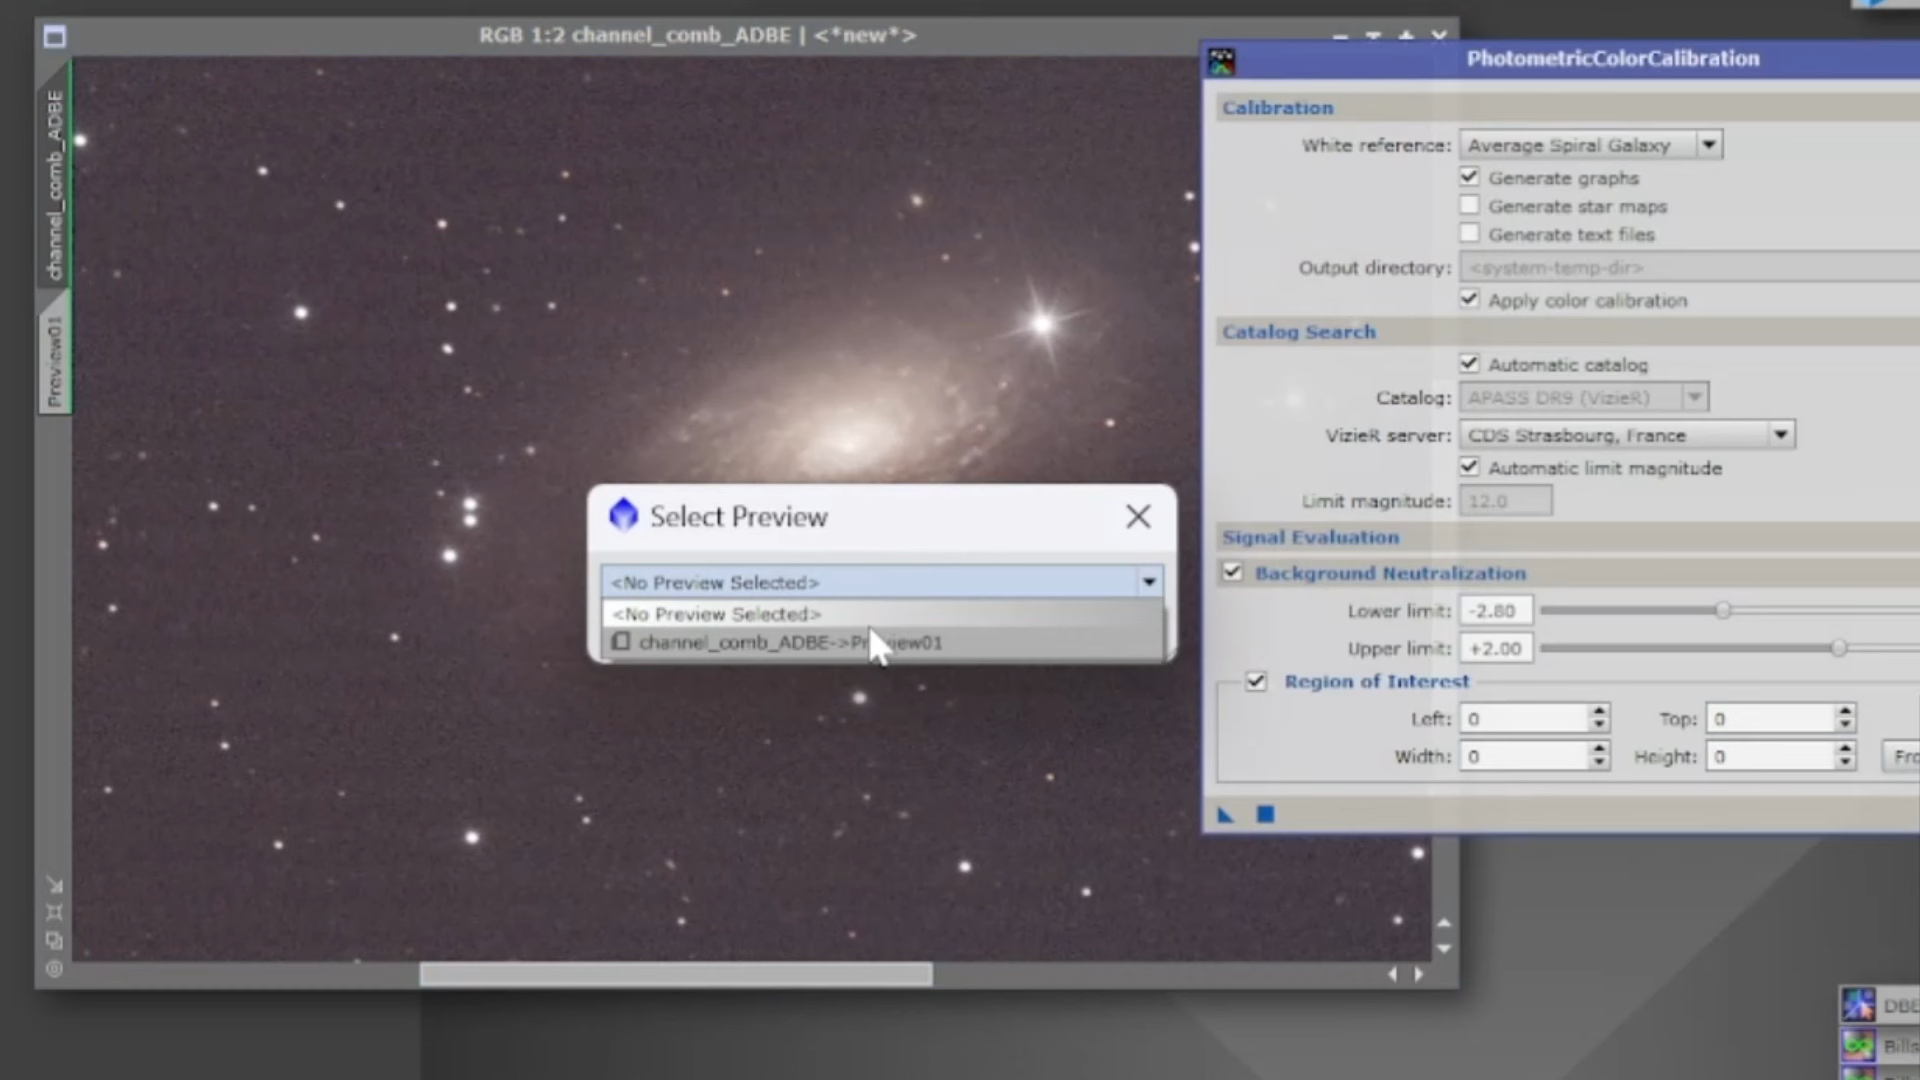 RGB 1:2 channel_comb_ADBE | <*new*>
channel_comb_ADBE
Preview01
PhotometricColorCalibration
Calibration
White reference: Average Spiral Galaxy
Generate graphs
Generate star maps
Generate text files
Output directory: <system-temp-dir>
Apply color calibration
Catalog Search
Automatic catalog
Catalog: APASS DR9 (VizieR)
VizieR server: CDS Strasbourg, France
Automatic limit magnitude
Limit magnitude: 12.0
Signal Evaluation
Background Neutralization
Lower limit: -2.80
Upper limit: +2.00
Region of Interest
Left: 0 Top: 0
Width: 0 Height: 0 Fro
Select Preview
<No Preview Selected>
<No Preview Selected>
channel_comb_ADBE->Preview01
DBE
Bills